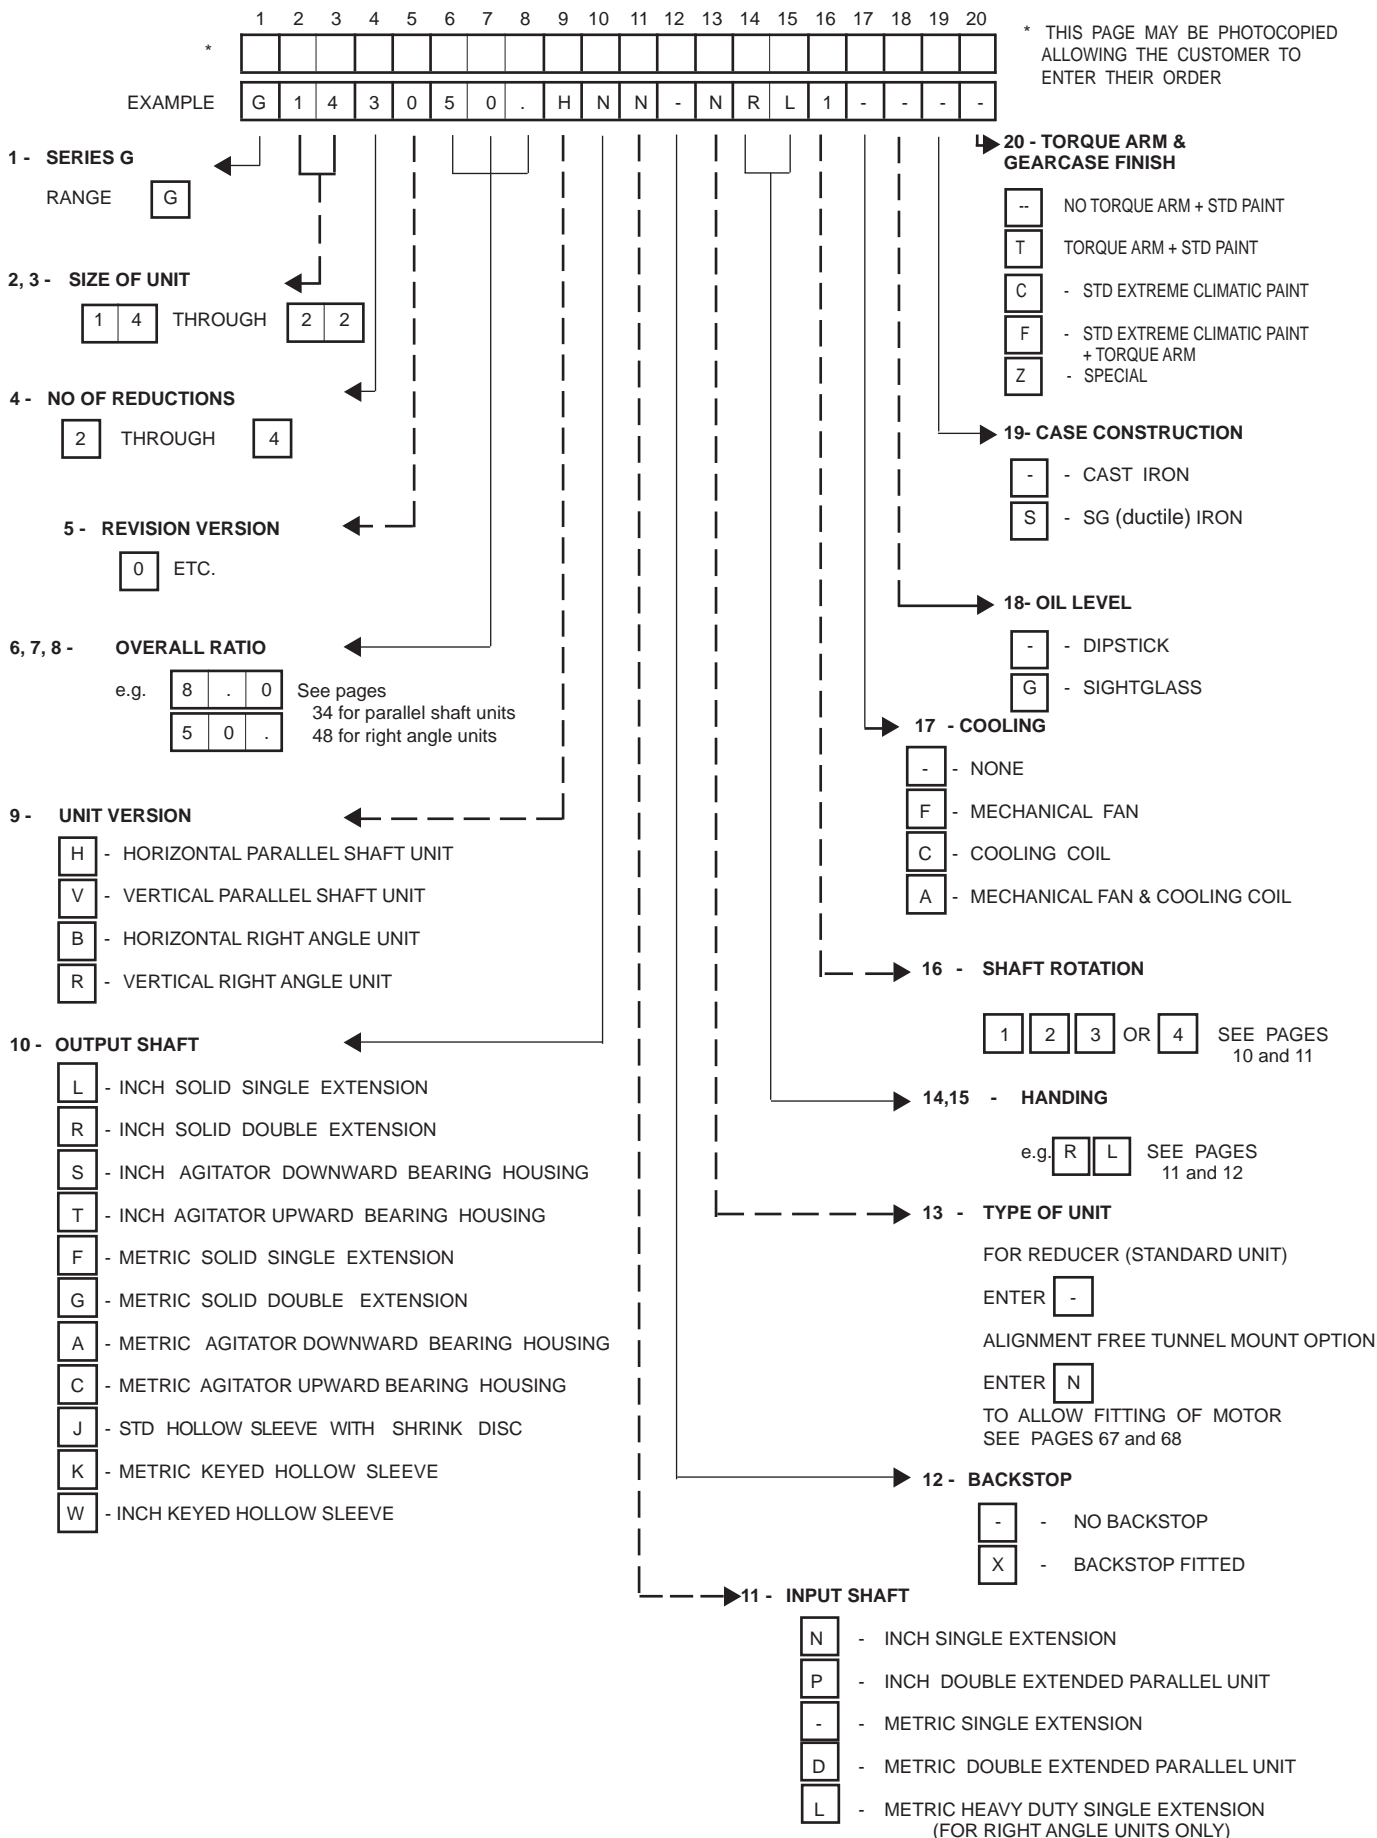 1 2 3 4 5 6 7 8 9 10 11 12 13 14 15 16 17 18 19 20
*
* THIS PAGE MAY BE PHOTOCOPIED
ALLOWING THE CUSTOMER TO
ENTER THEIR ORDER
EXAMPLE G 1 4 3 0 5 0 . H N N - N R L 1 - - - -
1 - SERIES G
RANGE G
2, 3 - SIZE OF UNIT
1 4 THROUGH 2 2
4 - NO OF REDUCTIONS
2 THROUGH 4
5 - REVISION VERSION
0 ETC.
6, 7, 8 - OVERALL RATIO
e.g. 8 . 0 See pages
34 for parallel shaft units
5 0 . 48 for right angle units
9 - UNIT VERSION
H - HORIZONTAL PARALLEL SHAFT UNIT
V - VERTICAL PARALLEL SHAFT UNIT
B - HORIZONTAL RIGHT ANGLE UNIT
R - VERTICAL RIGHT ANGLE UNIT
10 - OUTPUT SHAFT
L - INCH SOLID SINGLE EXTENSION
R - INCH SOLID DOUBLE EXTENSION
S - INCH AGITATOR DOWNWARD BEARING HOUSING
T - INCH AGITATOR UPWARD BEARING HOUSING
F - METRIC SOLID SINGLE EXTENSION
G - METRIC SOLID DOUBLE EXTENSION
A - METRIC AGITATOR DOWNWARD BEARING HOUSING
C - METRIC AGITATOR UPWARD BEARING HOUSING
J - STD HOLLOW SLEEVE WITH SHRINK DISC
K - METRIC KEYED HOLLOW SLEEVE
W - INCH KEYED HOLLOW SLEEVE
20 - TORQUE ARM &
GEARCASE FINISH
-- NO TORQUE ARM + STD PAINT
T TORQUE ARM + STD PAINT
C - STD EXTREME CLIMATIC PAINT
F - STD EXTREME CLIMATIC PAINT
+ TORQUE ARM
Z - SPECIAL
19- CASE CONSTRUCTION
- - CAST IRON
S - SG (ductile) IRON
18- OIL LEVEL
- - DIPSTICK
G - SIGHTGLASS
17 - COOLING
- - NONE
F - MECHANICAL FAN
C - COOLING COIL
A - MECHANICAL FAN & COOLING COIL
16 - SHAFT ROTATION
1 2 3 OR 4 SEE PAGES
10 and 11
14,15 - HANDING
e.g. R L SEE PAGES
11 and 12
13 - TYPE OF UNIT
FOR REDUCER (STANDARD UNIT)
ENTER -
ALIGNMENT FREE TUNNEL MOUNT OPTION
ENTER N
TO ALLOW FITTING OF MOTOR
SEE PAGES 67 and 68
12 - BACKSTOP
- - NO BACKSTOP
X - BACKSTOP FITTED
11 - INPUT SHAFT
N - INCH SINGLE EXTENSION
P - INCH DOUBLE EXTENDED PARALLEL UNIT
- - METRIC SINGLE EXTENSION
D - METRIC DOUBLE EXTENDED PARALLEL UNIT
L - METRIC HEAVY DUTY SINGLE EXTENSION
(FOR RIGHT ANGLE UNITS ONLY)